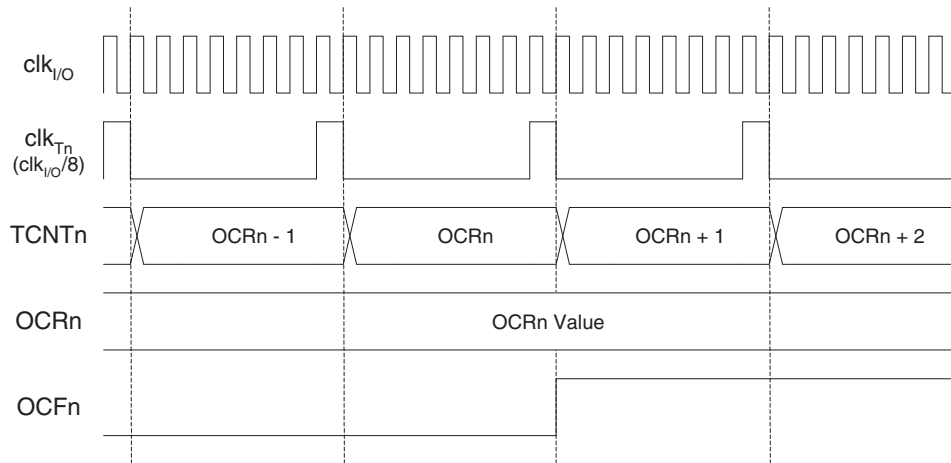 clkI/O
clkTn
(clkI/O/8)
TCNTn
OCRn - 1
OCRn
OCRn + 1
OCRn + 2
OCRn
OCRn Value
OCFn